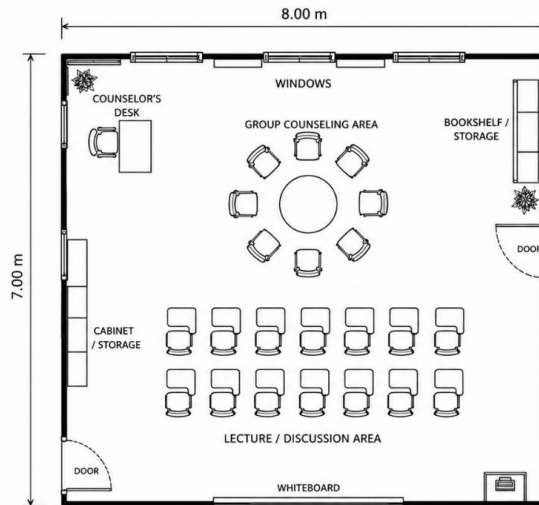 8.00 m
WINDOWS
COUNSELOR'S
DESK
GROUP COUNSELING AREA
BOOKSHELF /
STORAGE
7.00 m
DOOR
CABINET
/ STORAGE
LECTURE / DISCUSSION AREA
DOOR
WHITEBOARD